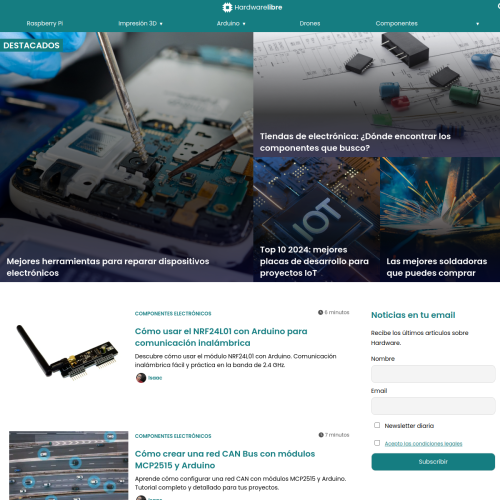 Hardwarelibre
Raspberry Pi
Impresión 3D
Arduino
Drones
Componentes
DESTACADOS
Mejores herramientas para reparar dispositivos
electrónicos
Tiendas de electrónica: ¿Dónde encontrar los
componentes que busco?
IOT
Top 10 2024: mejores
placas de desarrollo para
proyectos IoT
Las mejores soldadoras
que puedes comprar
COMPONENTES ELECTRÓNICOS
6 minutos
Cómo usar el NRF24L01 con Arduino para
comunicación inalámbrica
Descubre cómo usar el módulo NRF24L01 con Arduino. Comunicación
inalámbrica fácil y práctica en la banda de 2.4 GHz.
Isaac
COMPONENTES ELECTRÓNICOS
7 minutos
Cómo crear una red CAN Bus con módulos
MCP2515 y Arduino
Aprende cómo configurar una red CAN con módulos MCP2515 y Arduino.
Tutorial completo y detallado para tus proyectos.
Isaac
Noticias en tu email
Recibe los últimos artículos sobre
Hardware.
Nombre
Email
Newsletter diaria
Acepto las condiciones legales
Suscribir